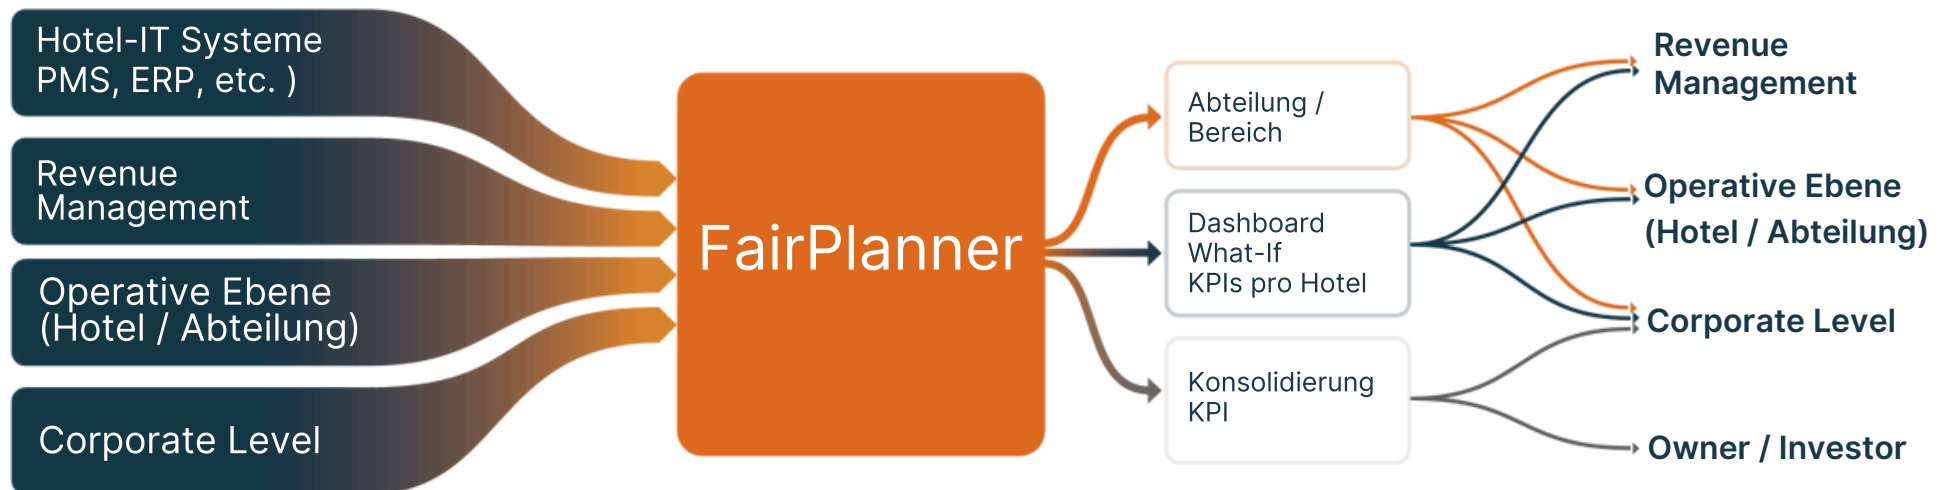 Hotel-IT Systeme
PMS, ERP, etc. )
Revenue
Management
Operative Ebene
(Hotel / Abteilung)
Corporate Level
FairPlanner
Abteilung /
Bereich
Dashboard
What-If
KPIs pro Hotel
Konsolidierung
KPI
Revenue
Management
Operative Ebene
(Hotel / Abteilung)
Corporate Level
Owner / Investor